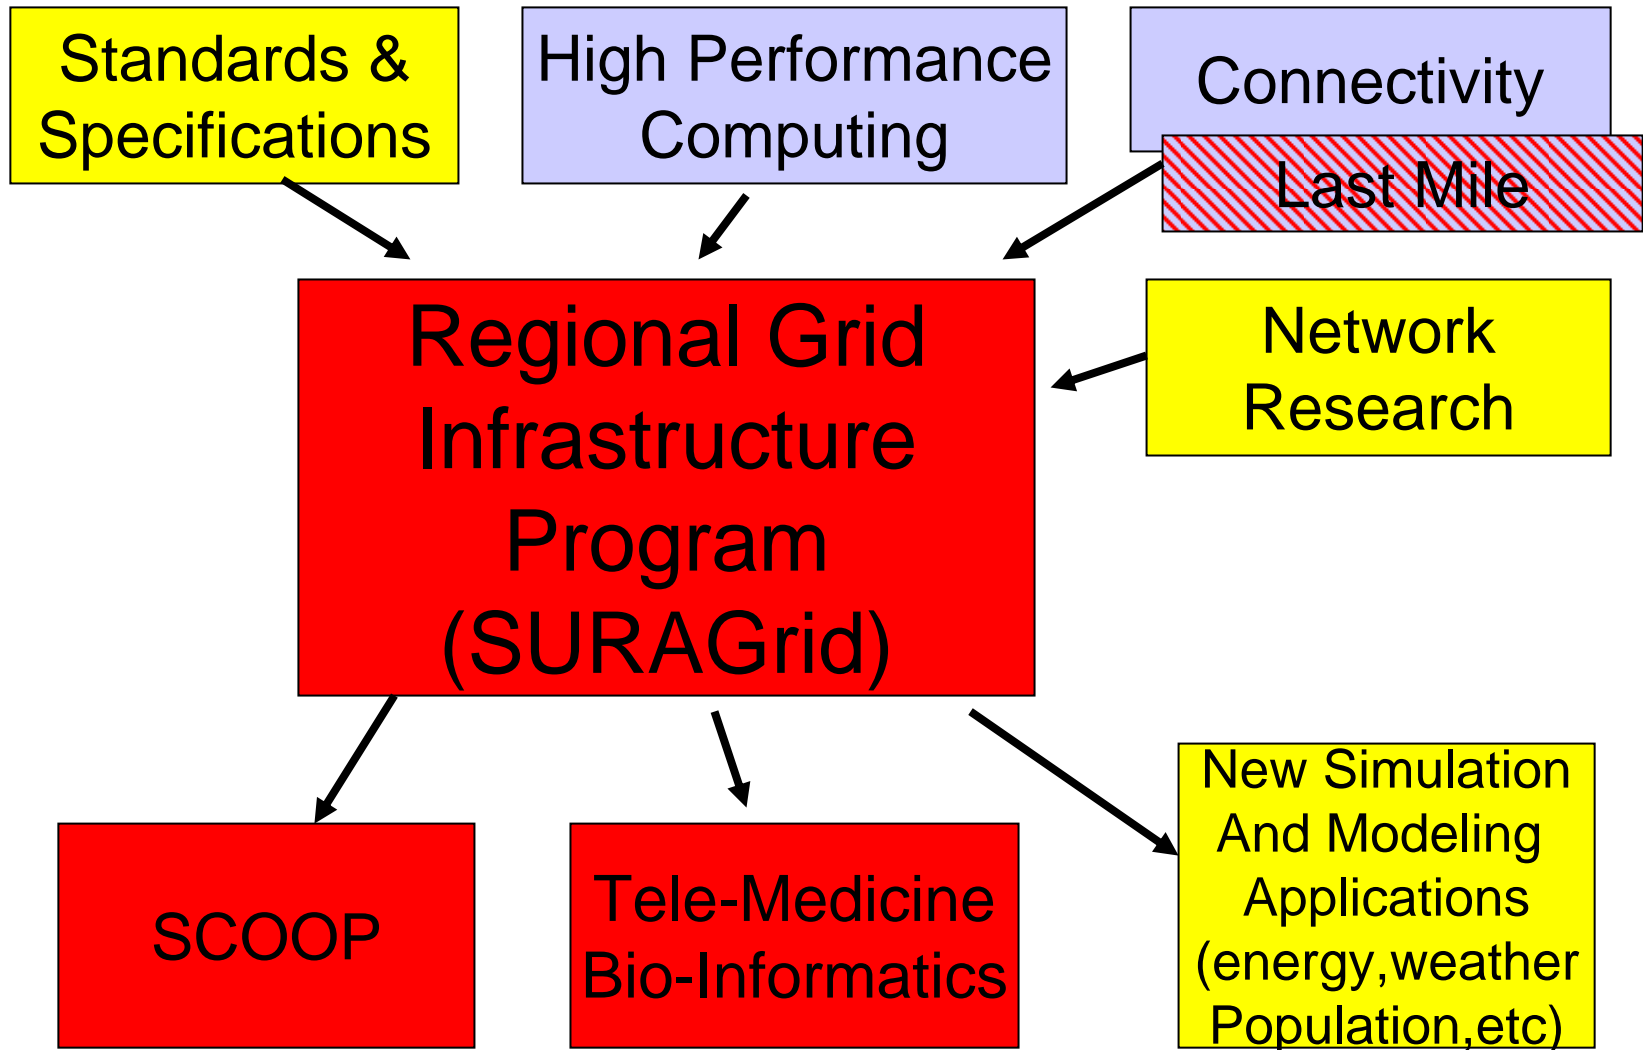 Standards &
Specifications
High Performance
Computing
Connectivity
Last Mile
Regional Grid
Infrastructure
Program
(SURAGrid)
Network
Research
SCOOP
Tele-Medicine
Bio-Informatics
New Simulation
And Modeling
Applications
(energy,weather
Population,etc)